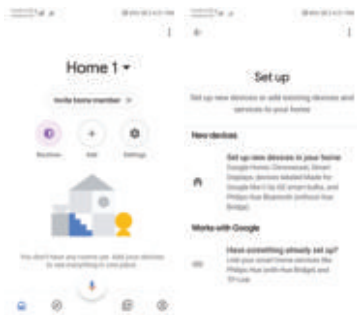 Home 1
Invite home member
Routines
Add
Settings
You don't have any rooms yet. Add your devices
to see everything in one place.
Set up
Set up new devices or add existing devices and
services to your home
New devices
Set up new devices in your home
Google Home, Chromecast, Smart
Displays, devices labeled Made for
Google like C by GE smart bulbs, and
Philips Hue Bluetooth (without Hue
Bridge)
Works with Google
Have something already set up?
Link your smart home services like
Philips Hue (with Hue Bridge) and
TP-Link